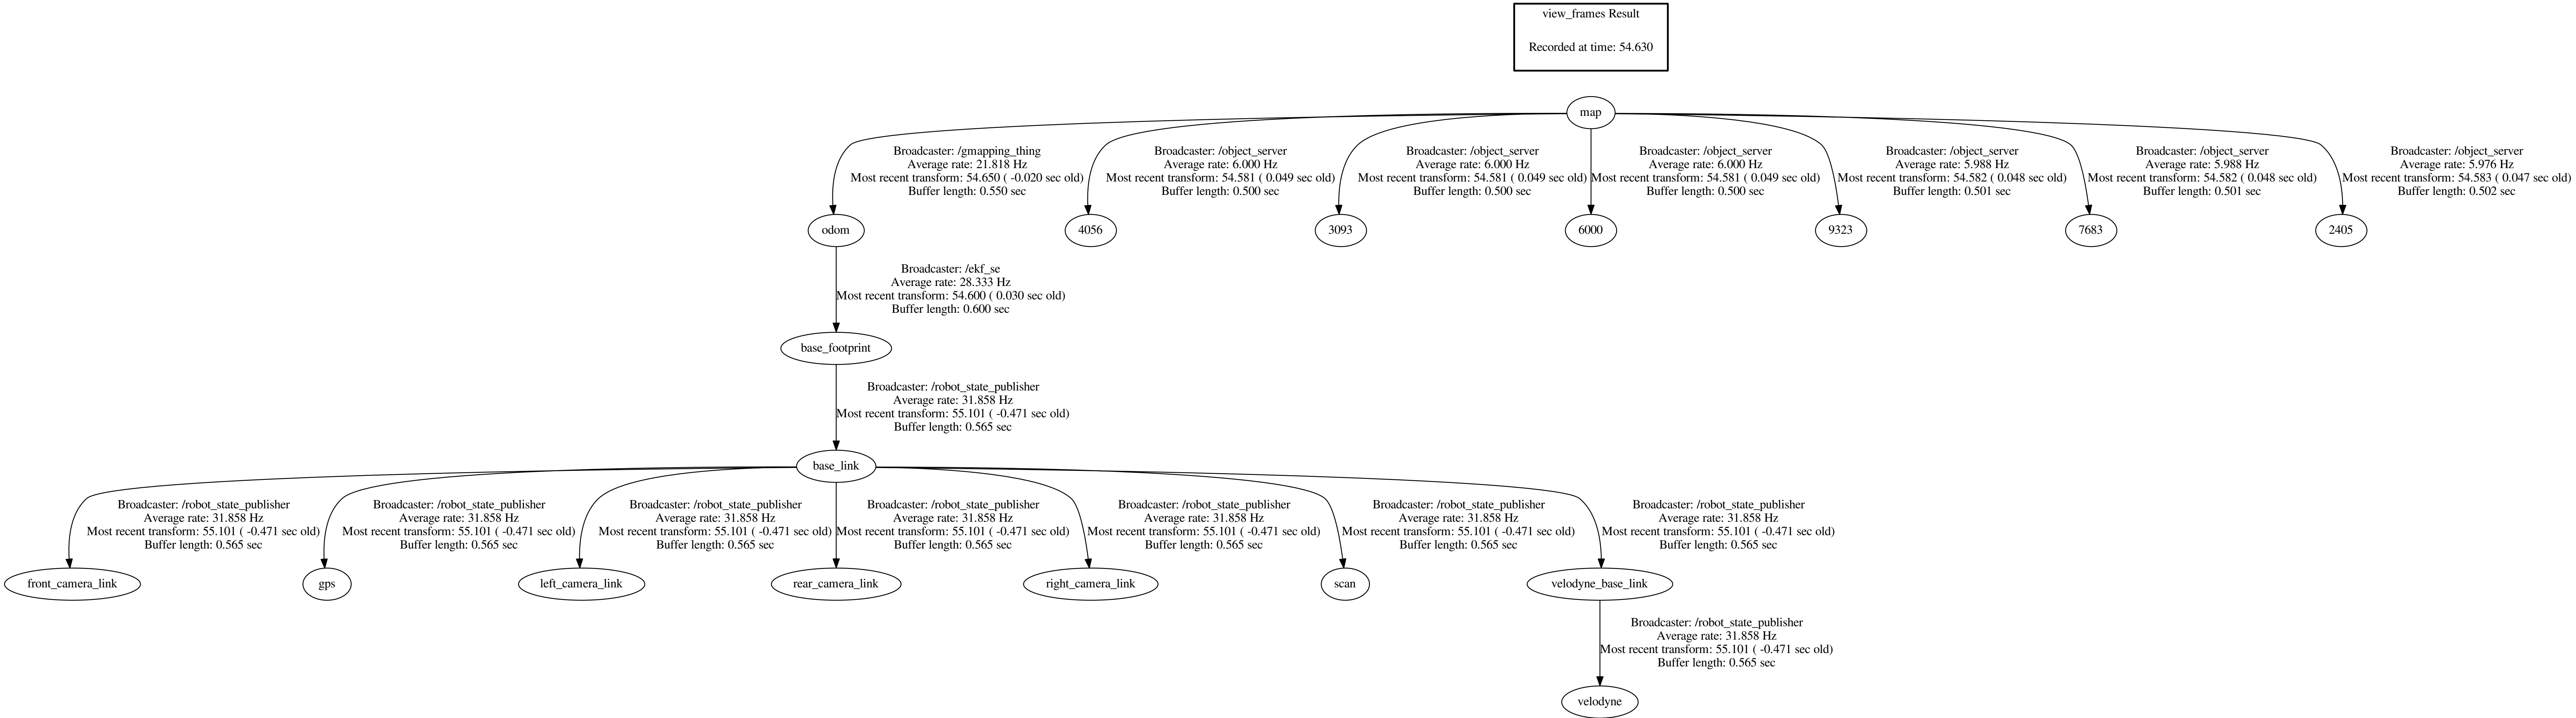 view_frames Result
Recorded at time: 54.630
map
Broadcaster: /gmapping_thing
Average rate: 21.818 Hz
Most recent transform: 54.650 ( -0.020 sec old)
Buffer length: 0.550 sec
Broadcaster: /object_server
Average rate: 6.000 Hz
Most recent transform: 54.581 ( 0.049 sec old)
Buffer length: 0.500 sec
Broadcaster: /object_server
Average rate: 6.000 Hz
Most recent transform: 54.581 ( 0.049 sec old)
Buffer length: 0.500 sec
Broadcaster: /object_server
Average rate: 6.000 Hz
Most recent transform: 54.581 ( 0.049 sec old)
Buffer length: 0.500 sec
Broadcaster: /object_server
Average rate: 5.988 Hz
Most recent transform: 54.582 ( 0.048 sec old)
Buffer length: 0.501 sec
Broadcaster: /object_server
Average rate: 5.988 Hz
Most recent transform: 54.582 ( 0.048 sec old)
Buffer length: 0.501 sec
Broadcaster: /object_server
Average rate: 5.976 Hz
Most recent transform: 54.583 ( 0.047 sec old)
Buffer length: 0.502 sec
odom
4056
3093
6000
9323
7683
2405
Broadcaster: /ekf_se
Average rate: 28.333 Hz
Most recent transform: 54.600 ( 0.030 sec old)
Buffer length: 0.600 sec
base_footprint
Broadcaster: /robot_state_publisher
Average rate: 31.858 Hz
Most recent transform: 55.101 ( -0.471 sec old)
Buffer length: 0.565 sec
base_link
Broadcaster: /robot_state_publisher
Average rate: 31.858 Hz
Most recent transform: 55.101 ( -0.471 sec old)
Buffer length: 0.565 sec
Broadcaster: /robot_state_publisher
Average rate: 31.858 Hz
Most recent transform: 55.101 ( -0.471 sec old)
Buffer length: 0.565 sec
Broadcaster: /robot_state_publisher
Average rate: 31.858 Hz
Most recent transform: 55.101 ( -0.471 sec old)
Buffer length: 0.565 sec
Broadcaster: /robot_state_publisher
Average rate: 31.858 Hz
Most recent transform: 55.101 ( -0.471 sec old)
Buffer length: 0.565 sec
Broadcaster: /robot_state_publisher
Average rate: 31.858 Hz
Most recent transform: 55.101 ( -0.471 sec old)
Buffer length: 0.565 sec
Broadcaster: /robot_state_publisher
Average rate: 31.858 Hz
Most recent transform: 55.101 ( -0.471 sec old)
Buffer length: 0.565 sec
Broadcaster: /robot_state_publisher
Average rate: 31.858 Hz
Most recent transform: 55.101 ( -0.471 sec old)
Buffer length: 0.565 sec
front_camera_link
gps
left_camera_link
rear_camera_link
right_camera_link
scan
velodyne_base_link
Broadcaster: /robot_state_publisher
Average rate: 31.858 Hz
Most recent transform: 55.101 ( -0.471 sec old)
Buffer length: 0.565 sec
velodyne